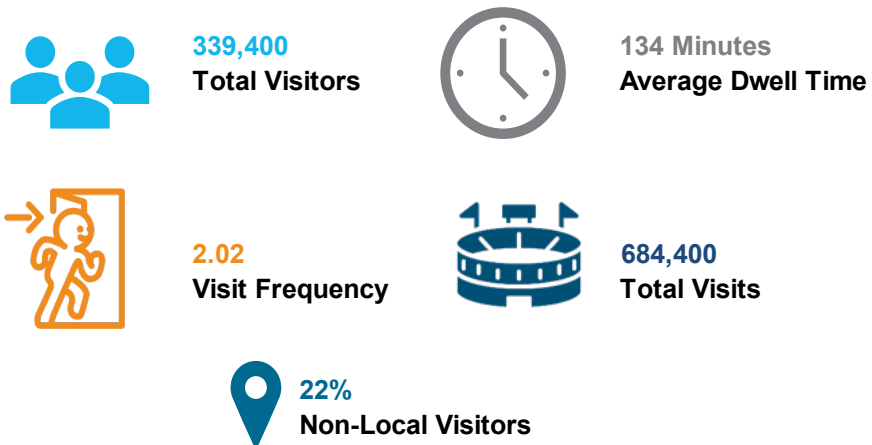 339,400
Total Visitors
134 Minutes
Average Dwell Time
2.02
Visit Frequency
684,400
Total Visits
22%
Non-Local Visitors